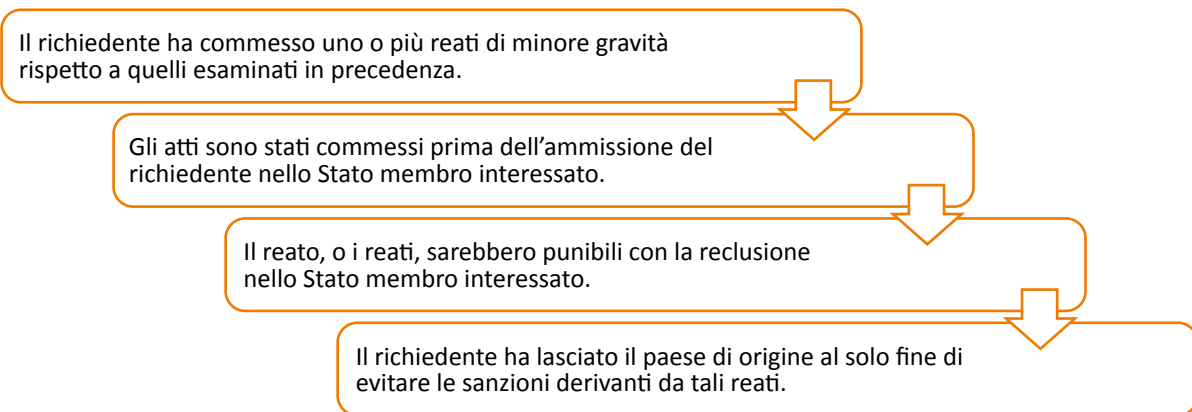 Il richiedente ha commesso uno o più reati di minore gravità
rispetto a quelli esaminati in precedenza.
Gli atti sono stati commessi prima dell’ammissione del
richiedente nello Stato membro interessato.
Il reato, o i reati, sarebbero punibili con la reclusione
nello Stato membro interessato.
Il richiedente ha lasciato il paese di origine al solo fine di
evitare le sanzioni derivanti da tali reati.